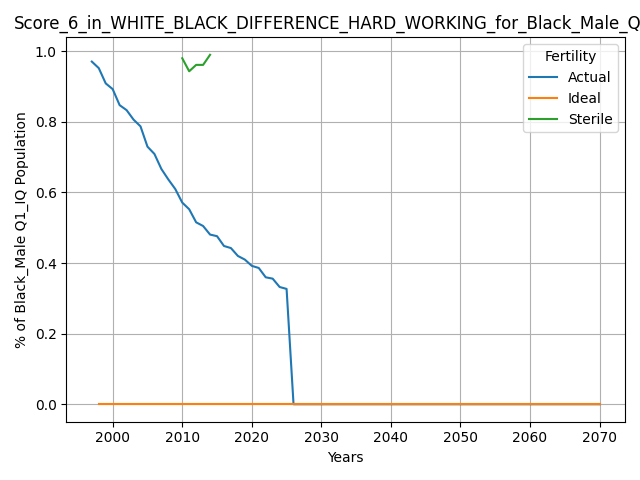 Score_6_in_WHITE_BLACK_DIFFERENCE_HARD_WORKING_for_Black_Male_Q
1.0
0.8
0.6
0.4
0.2
0.0
% of Black_Male Q1_IQ Population
Fertility
Actual
Ideal
Sterile
2000 2010 2020 2030 2040 2050 2060 2070
Years